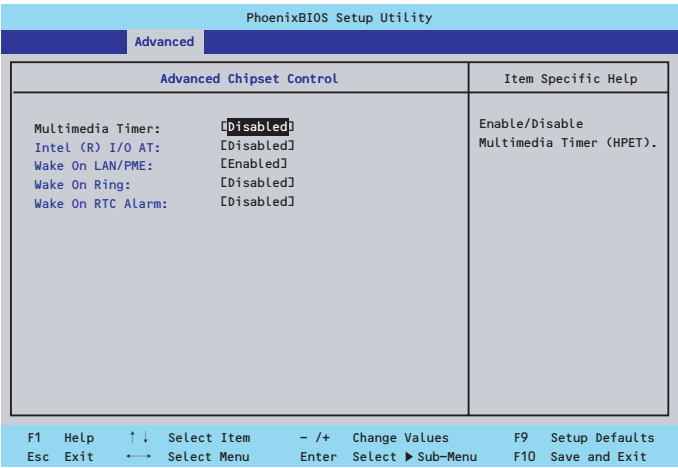 PhoenixBIOS Setup Utility
Advanced
Advanced Chipset Control
Item Specific Help
Multimedia Timer: [Disabled]
Intel (R) I/O AT: [Disabled]
Wake On LAN/PME: [Enabled]
Wake On Ring: [Disabled]
Wake On RTC Alarm: [Disabled]
Enable/Disable
Multimedia Timer (HPET).
F1 Help ↑↓ Select Item - /+ Change Values F9 Setup Defaults
Esc Exit ←→ Select Menu Enter Select ▶ Sub-Menu F10 Save and Exit